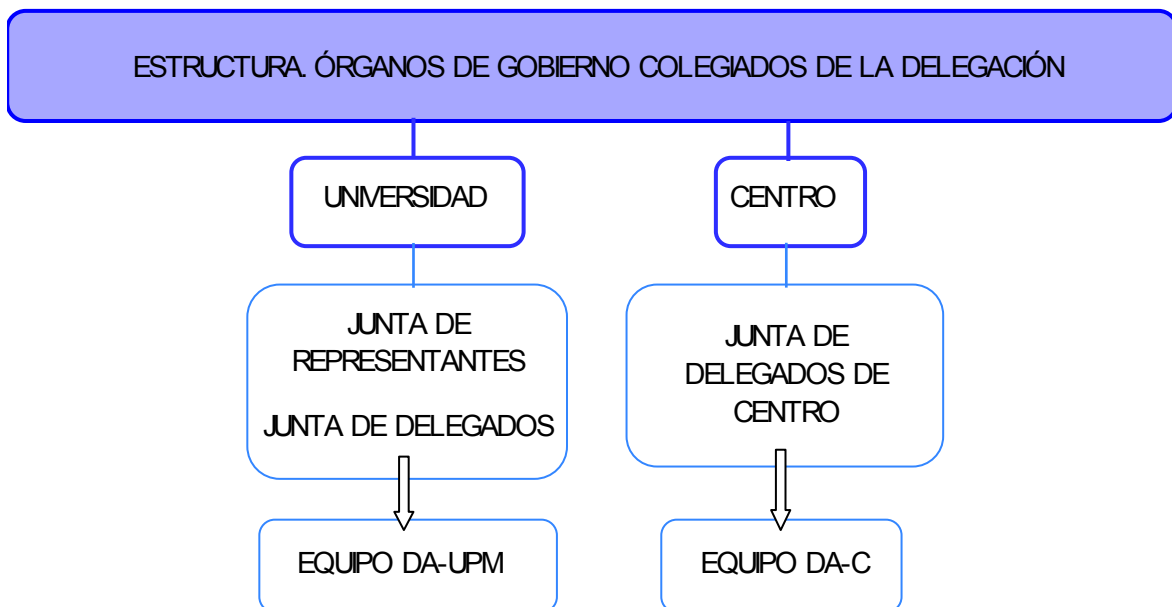 ESTRUCTURA. ÓRGANOS DE GOBIERNO COLEGIADOS DE LA DELEGACIÓN
UNIVERSIDAD
CENTRO
JUNTA DE
REPRESENTANTES
JUNTA DE DELEGADOS
JUNTA DE
DELEGADOS DE
CENTRO
EQUIPO DA-UPM
EQUIPO DA-C